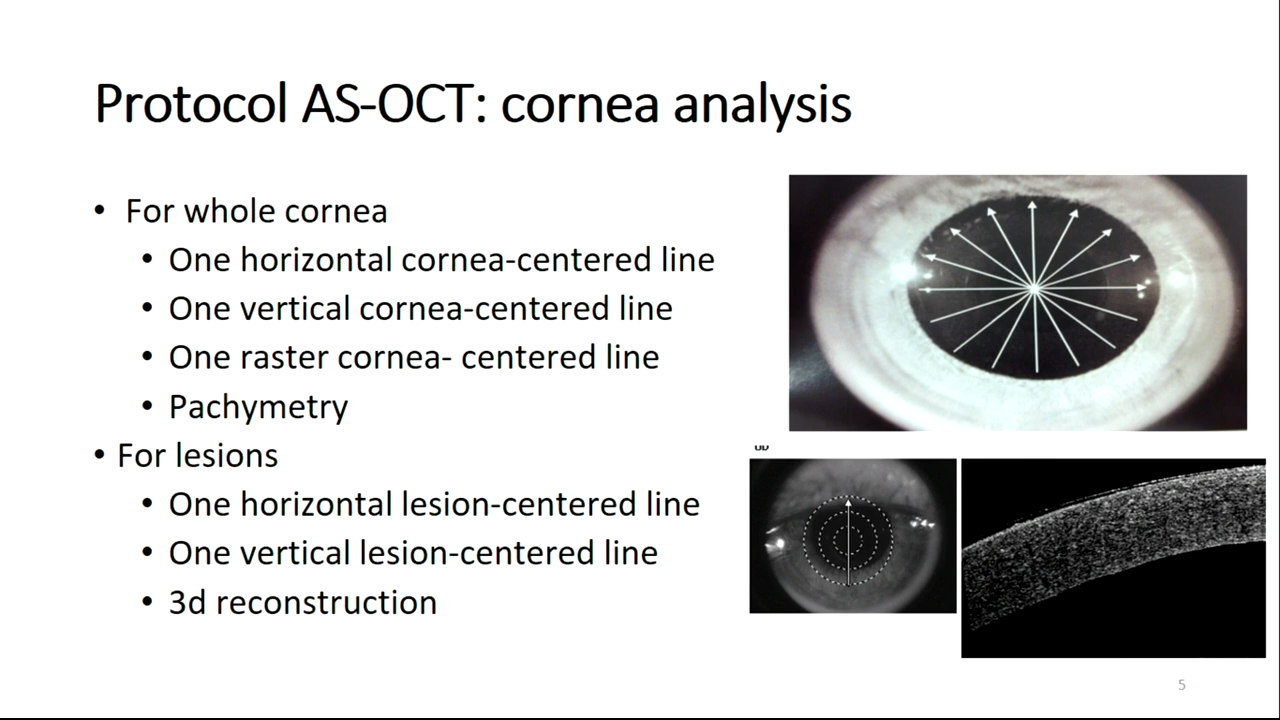 Protocol AS-OCT: cornea analysis
• For whole cornea
• One horizontal cornea-centered line
• One vertical cornea-centered line
• One raster cornea- centered line
• Pachymetry
• For lesions
• One horizontal lesion-centered line
• One vertical lesion-centered line
• 3d reconstruction
5